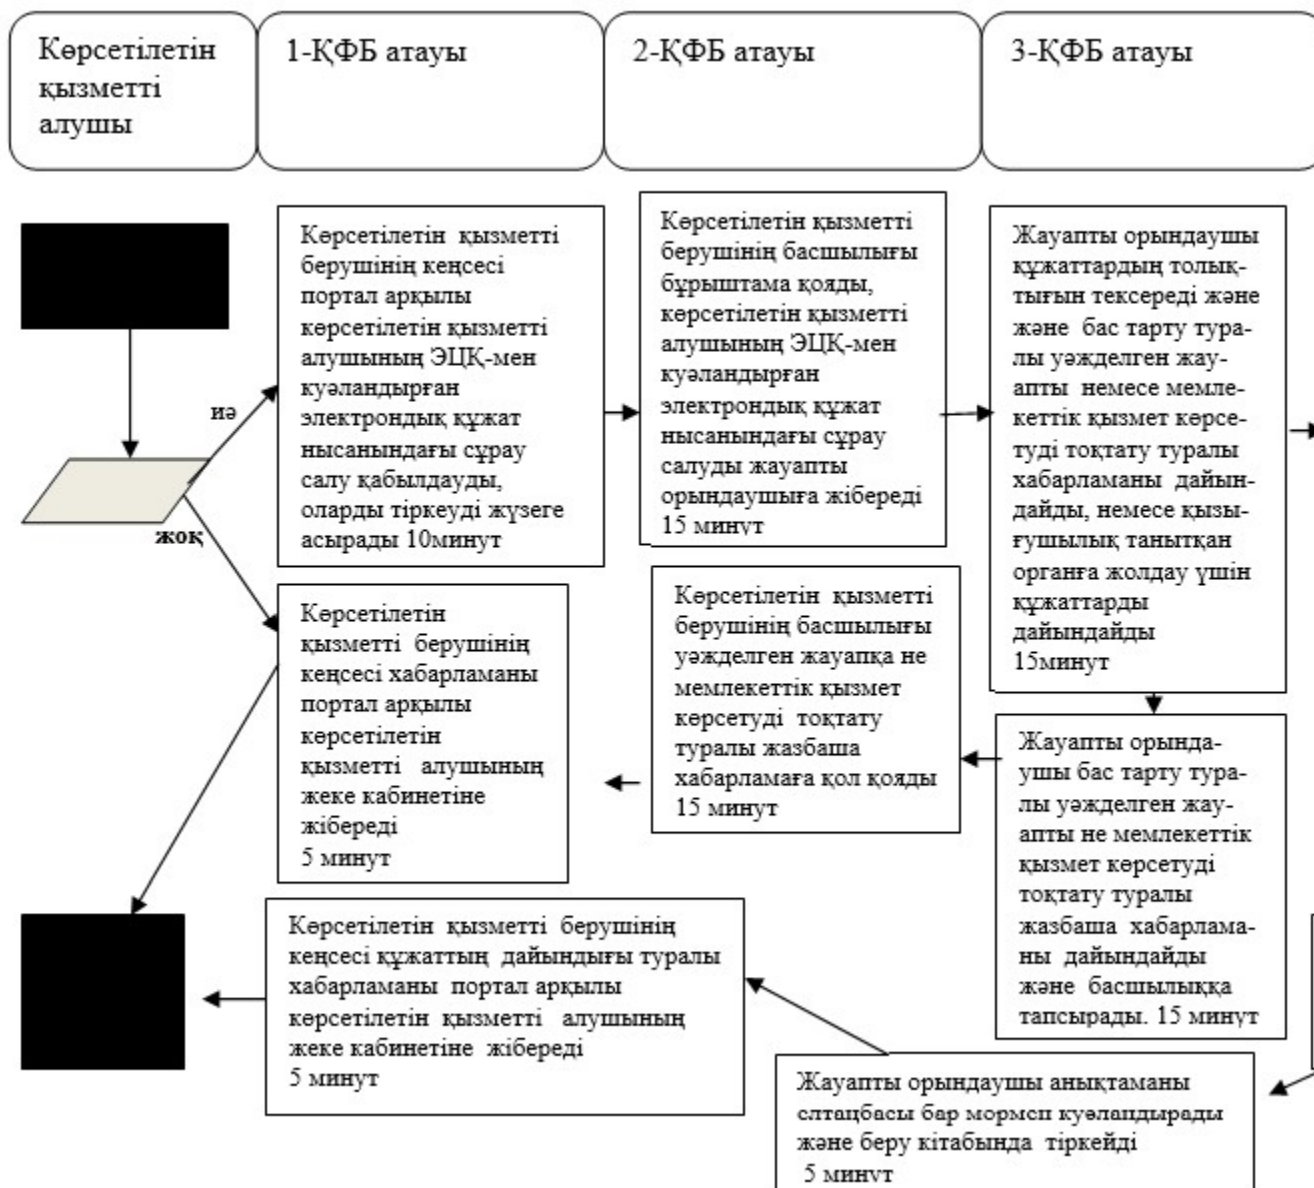 Көрсетілетін
қызметті
алушы
1-ҚФБ атауы
2-ҚФБ атауы
3-ҚФБ атауы
Көрсетілетін қызметті
берушінің кеңсесі
портал арқылы
көрсетілетін қызметті
алушының ЭЦҚ-мен
куәландырған
электрондық құжат
нысанындағы сұрау
салу қабылдауды,
оларды тіркеуді жүзеге
асырады 10минут
Көрсетілетін қызметті
берушінің басшылығы
бұрыштама қояды,
көрсетілетін қызметті
алушының ЭЦҚ-мен
куәландырған
электрондық құжат
нысанындағы сұрау
салуды жауапты
орындаушыға жібереді
15 минут
Жауапты орындаушы
құжаттардың толық-
тығын тексереді және
және бас тарту тура-
лы уәжделген жау-
апты немесе мемле-
кеттік қызмет көрсе-
туді тоқтату туралы
хабарламаны дайын-
дайды, немесе қызы-
ғушылық танытқан
органға жолдау үшін
құжаттарды
дайындайды
15минут
иә
жоқ
Көрсетілетін
қызметті берушінің
кеңсесі хабарламаны
портал арқылы
көрсетілетін
қызметті алушының
жеке кабинетіне
жібереді
5 минут
Көрсетілетін қызметті
берушінің басшылығы
уәжделген жауапқа не
мемлекеттік қызмет
көрсетуді тоқтату
туралы жазбаша
хабарламаға қол қояды
15 минут
Жауапты орында-
ушы бас тарту тура-
лы уәжделген жау-
апты не мемлекеттік
қызмет көрсетуді
тоқтату туралы
жазбаша хабарлама-
ны дайындайды
және басшылыққа
тапсырады. 15 минут
Көрсетілетін қызметті берушінің
кеңсесі құжаттың дайындығы туралы
хабарламаны портал арқылы
көрсетілетін қызметті алушының
жеке кабинетіне жібереді
5 минут
Жауапты орындаушы анықтаманы
елтаңбасы бар мөрмен куәландырады
және беру кітабында тіркейді
5 минут